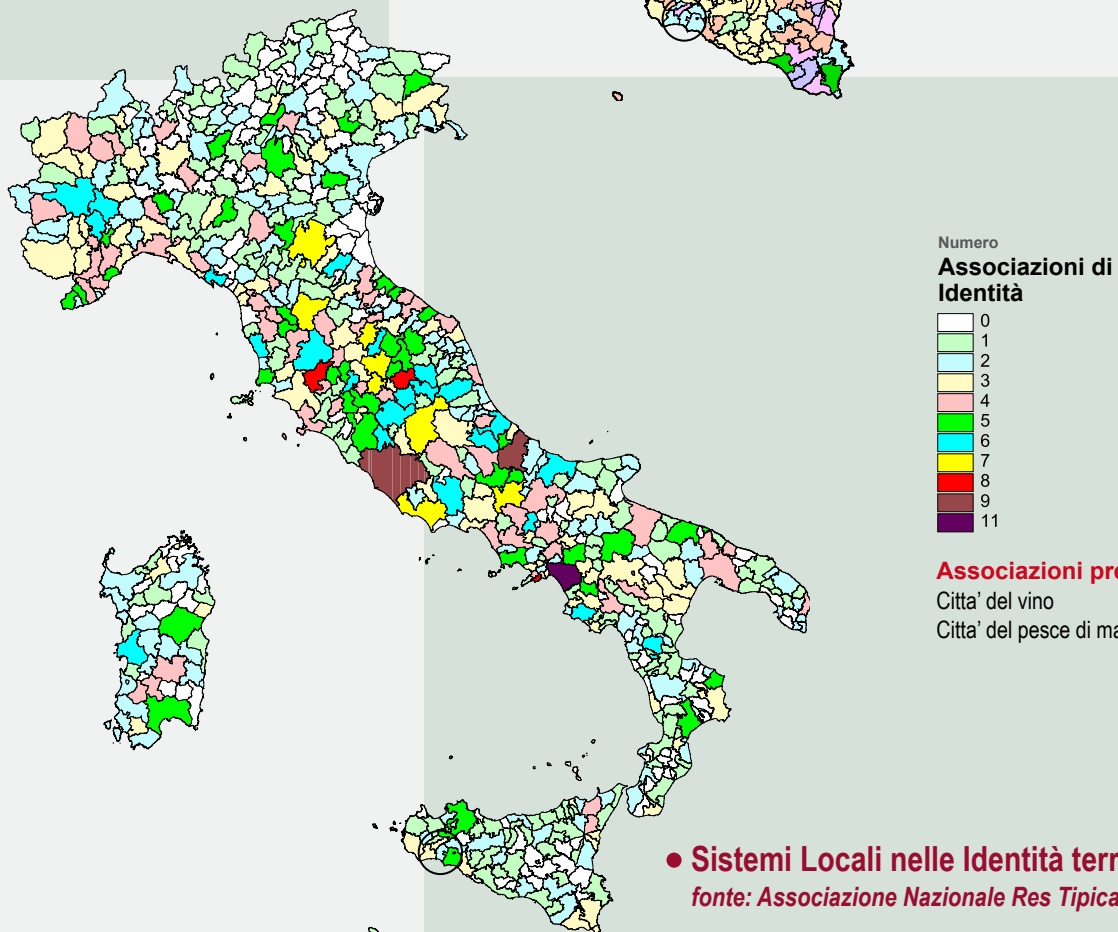 Numero
Associazioni di
Identità
0
1
2
3
4
5
6
7
8
9
11
Associazioni pre
Citta' del vino
Citta' del pesce di ma
• Sistemi Locali nelle Identità terr
fonte: Associazione Nazionale Res Tipica